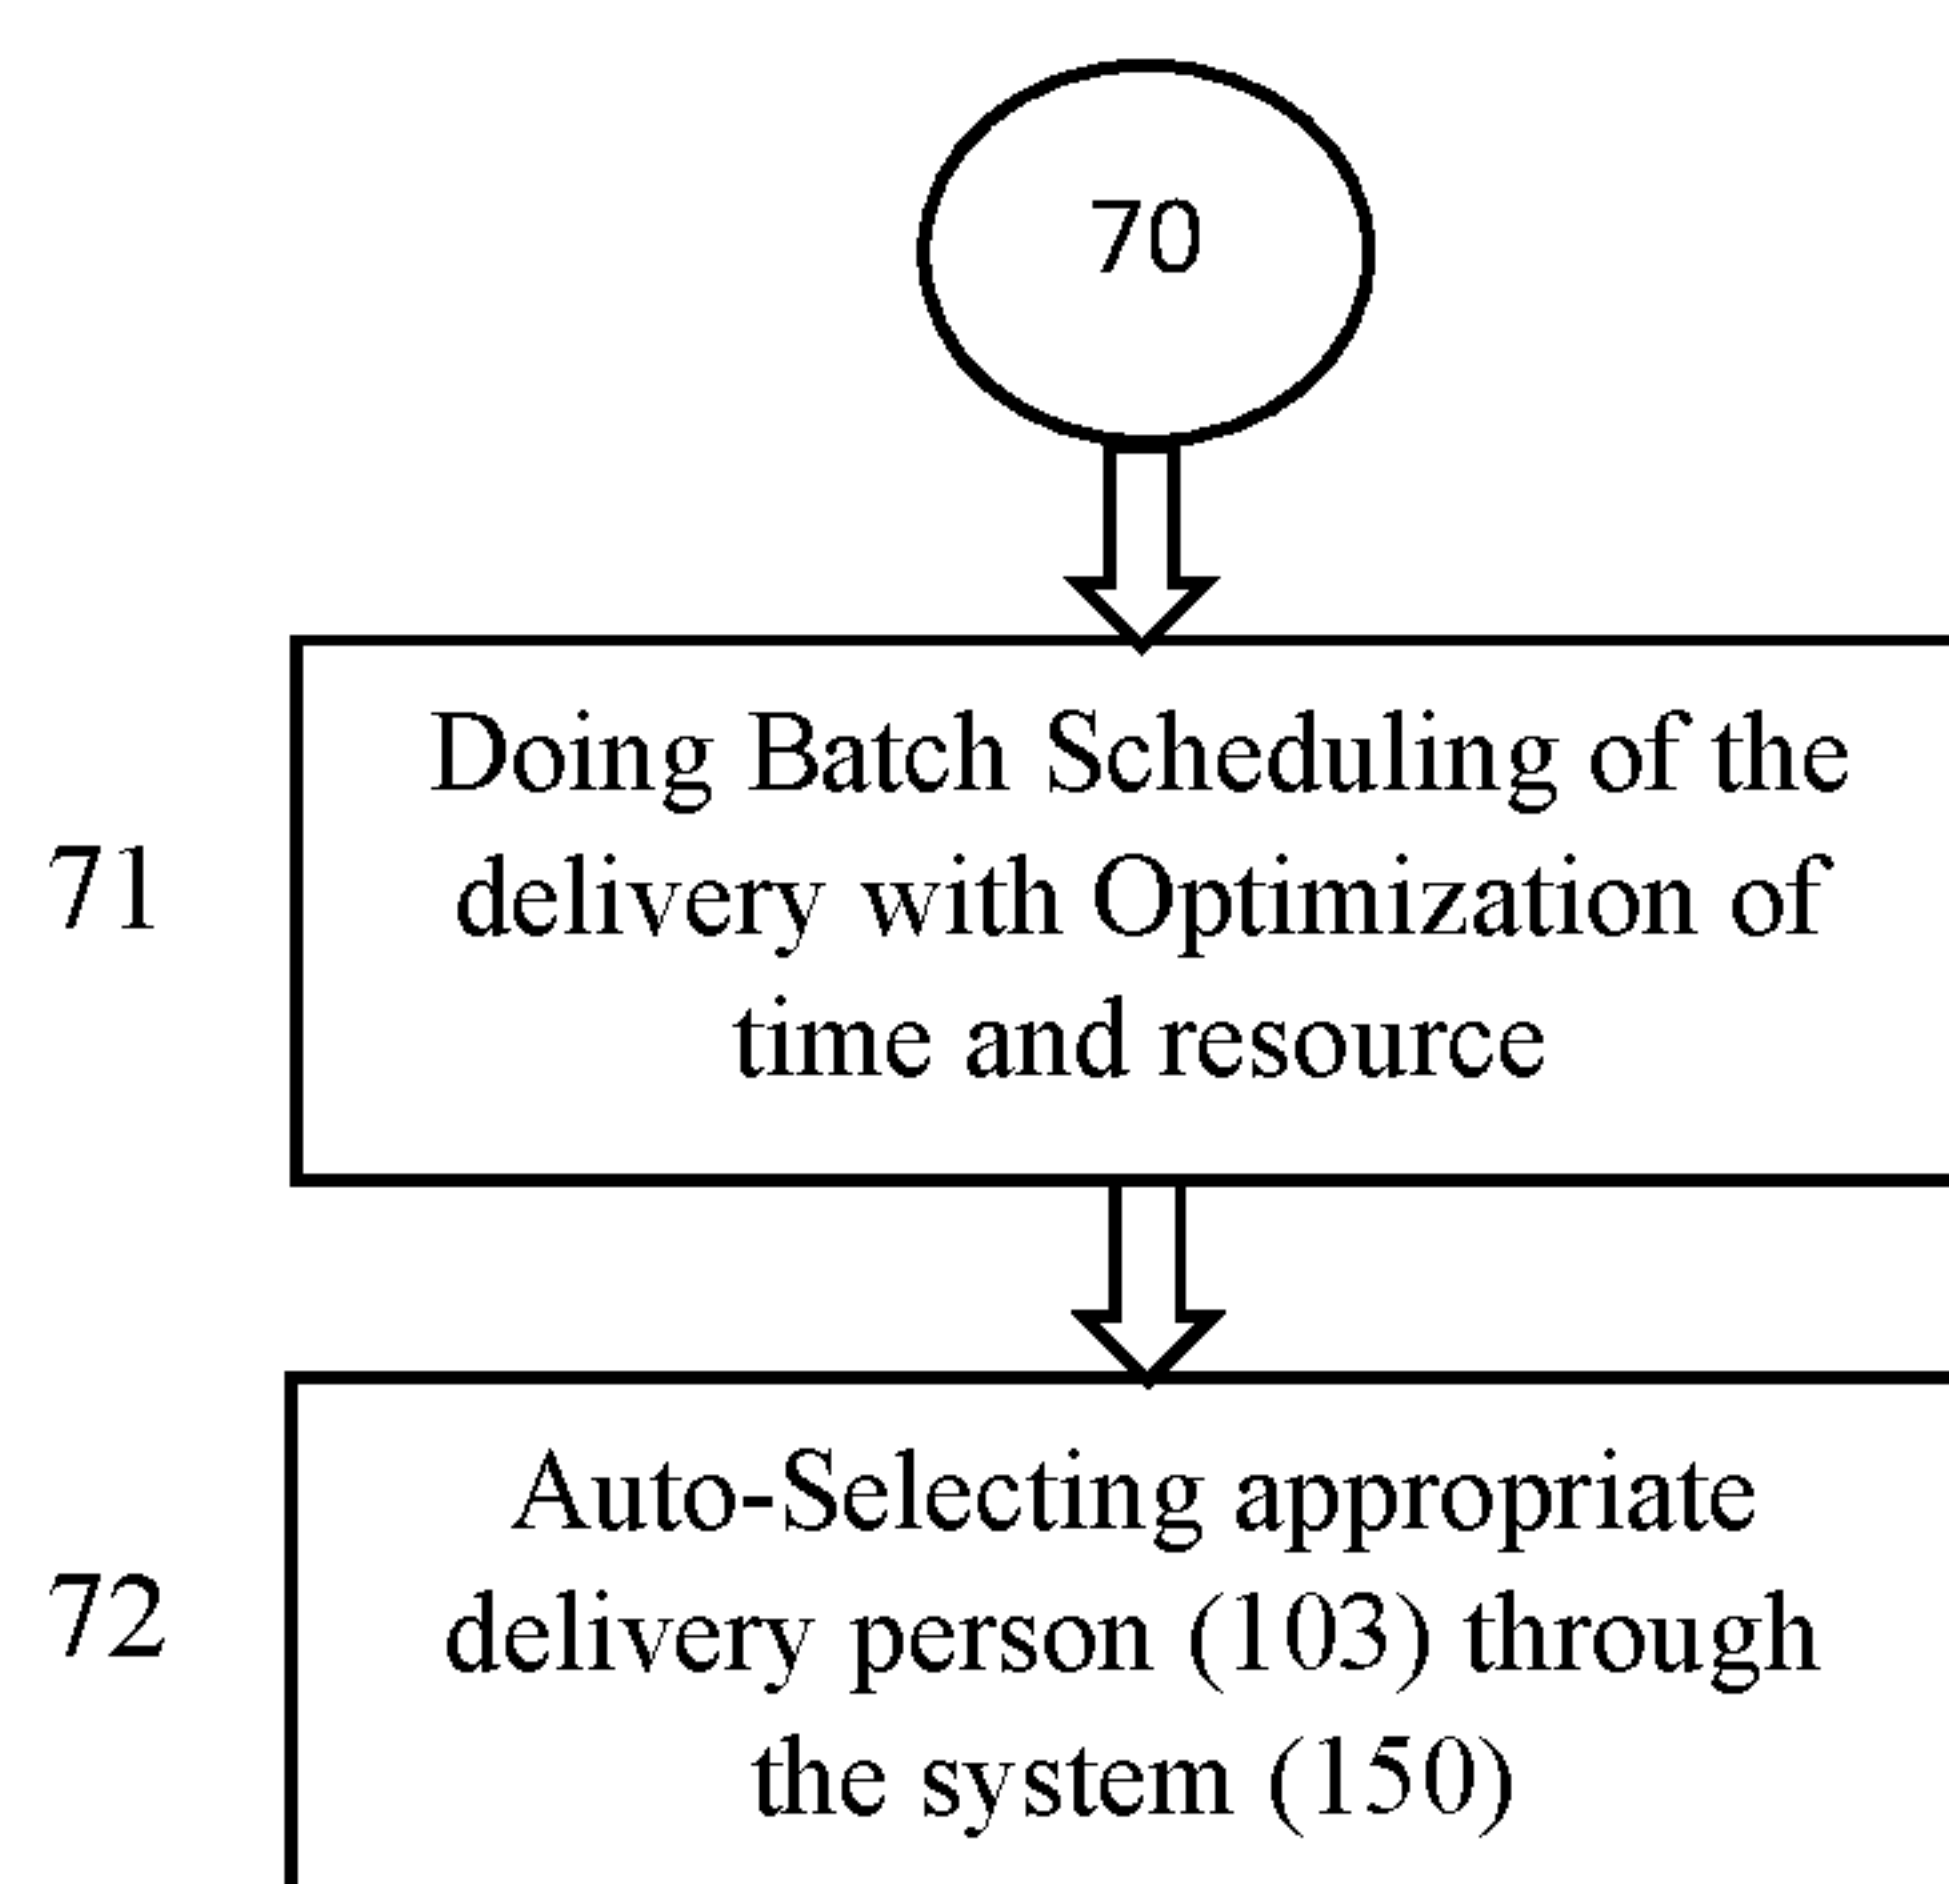 70
Doing Batch Scheduling of the
71
delivery with Optimization of
time and resource
Auto-Selecting appropriate
72
delivery person (103) through
the system (150)